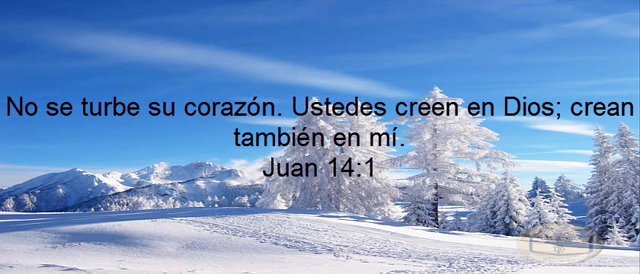 No se turbe su corazón. Ustedes creen en Dios; crean
también en mí.
Juan 14:1